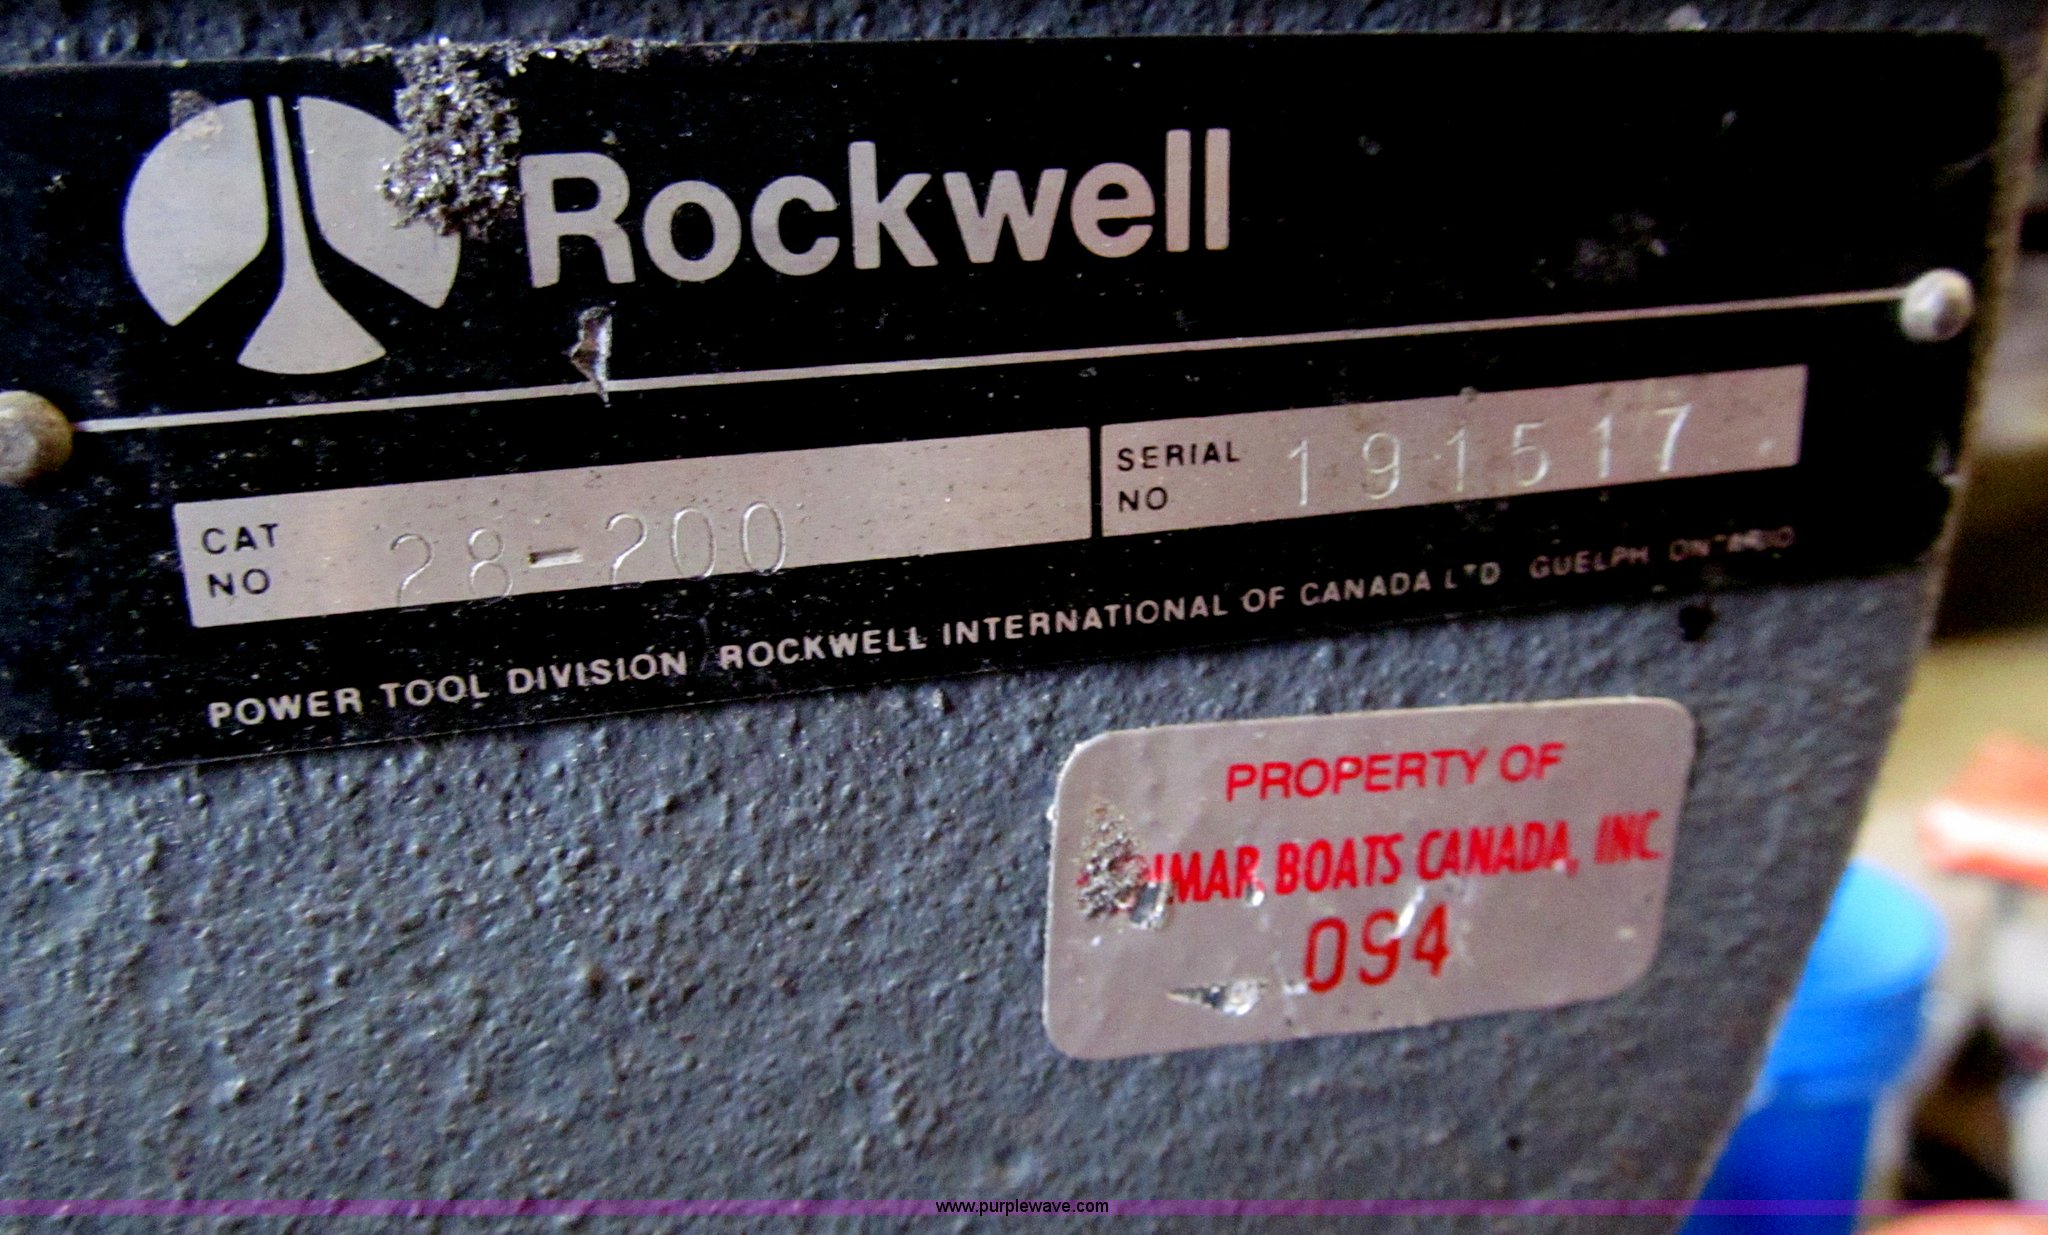 Rockwell
CAT NO 28-200
SERIAL NO 191517
POWER TOOL DIVISION ROCKWELL INTERNATIONAL OF CANADA LTD GUELPH ONTARIO
PROPERTY OF
BOATS CANADA, INC.
094
www.purplewave.com